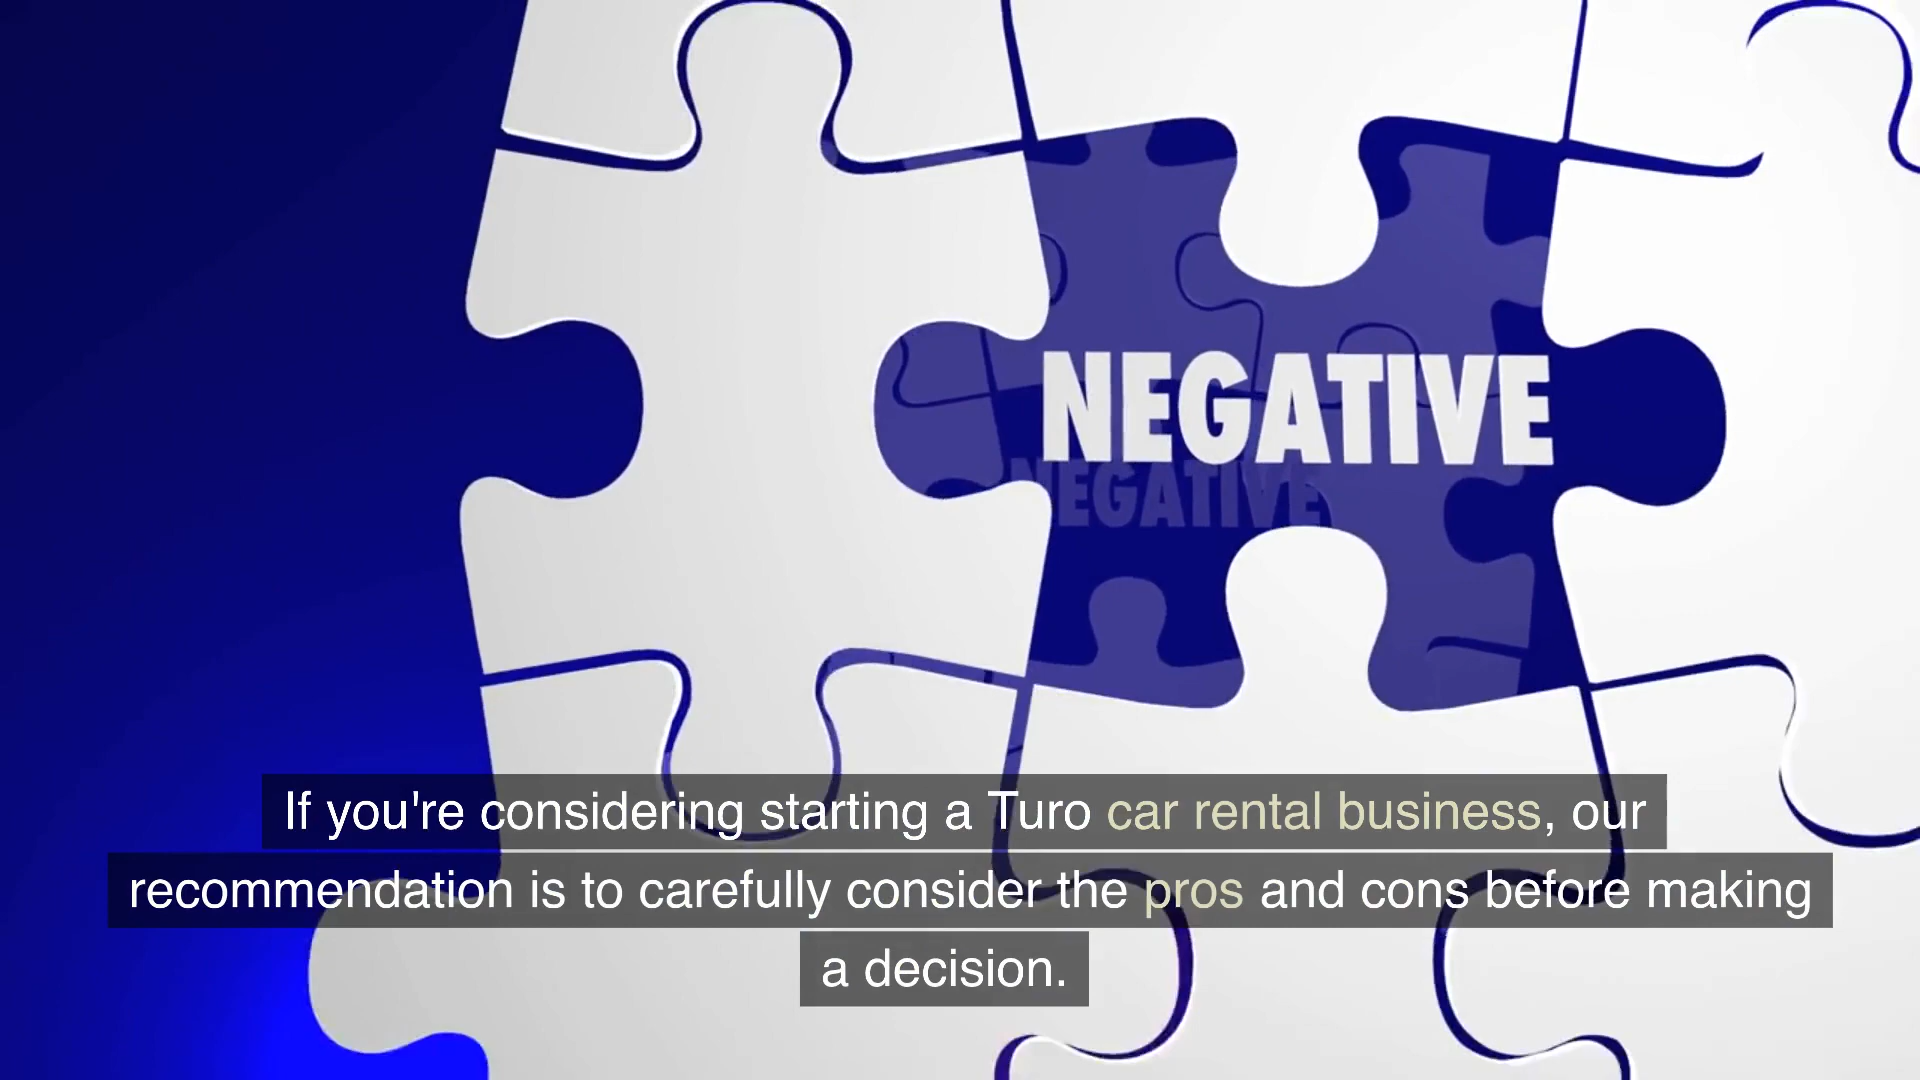 NEGATIVE
NEGATIVE
If you're considering starting a Turo car rental business, our
recommendation is to carefully consider the pros and cons before making
a decision.